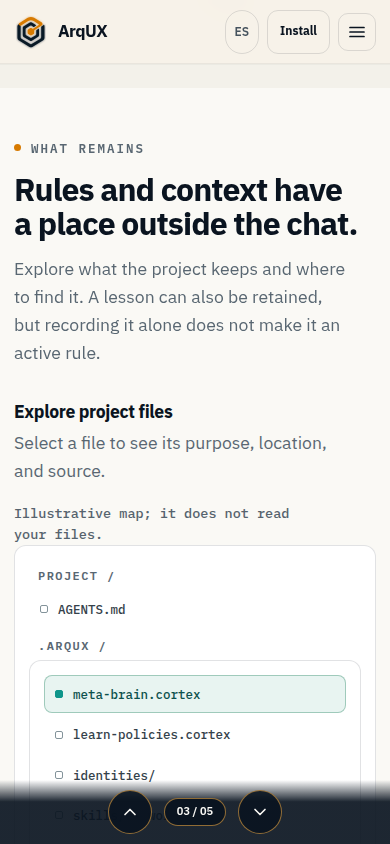 ArqUX
ES
Install
WHAT REMAINS
Rules and context have
a place outside the chat.
Explore what the project keeps and where
to find it. A lesson can also be retained,
but recording it alone does not make it an
active rule.
Explore project files
Select a file to see its purpose, location,
and source.
Illustrative map; it does not read
your files.
PROJECT /
AGENTS.md
.ARQUX /
meta-brain.cortex
learn-policies.cortex
identities/
03 / 05